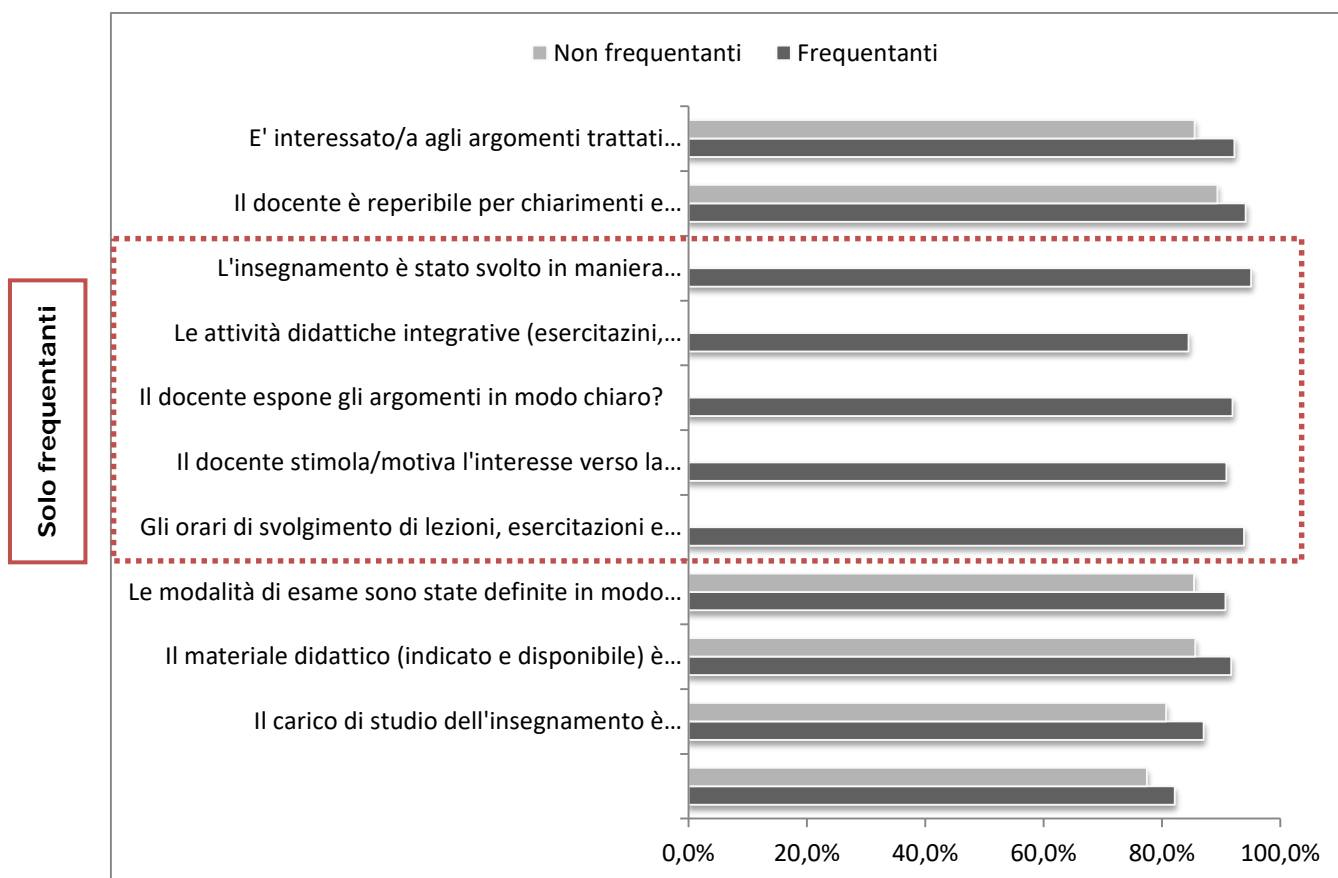 Non frequentanti Frequentanti
E' interessato/a agli argomenti trattati...
Il docente è reperibile per chiarimenti e...
L'insegnamento è stato svolto in maniera...
Le attività didattiche integrative (esercitazini,...
Il docente espone gli argomenti in modo chiaro?
Il docente stimola/motiva l'interesse verso la...
Gli orari di svolgimento di lezioni, esercitazioni e...
Le modalità di esame sono state definite in modo...
Il materiale didattico (indicato e disponibile) è...
Il carico di studio dell'insegnamento è...
Solo frequentanti
0,0% 20,0% 40,0% 60,0% 80,0% 100,0%